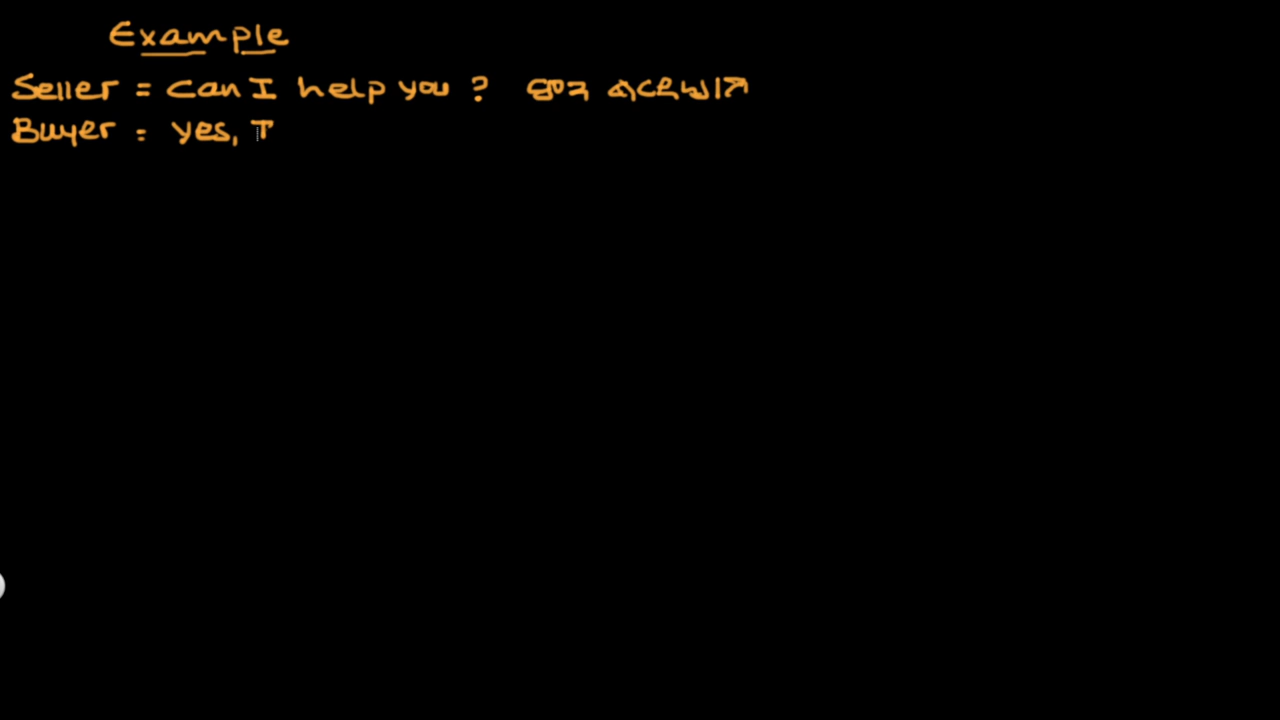 Example
Seller = Can I help you ?
Buyer = yes,